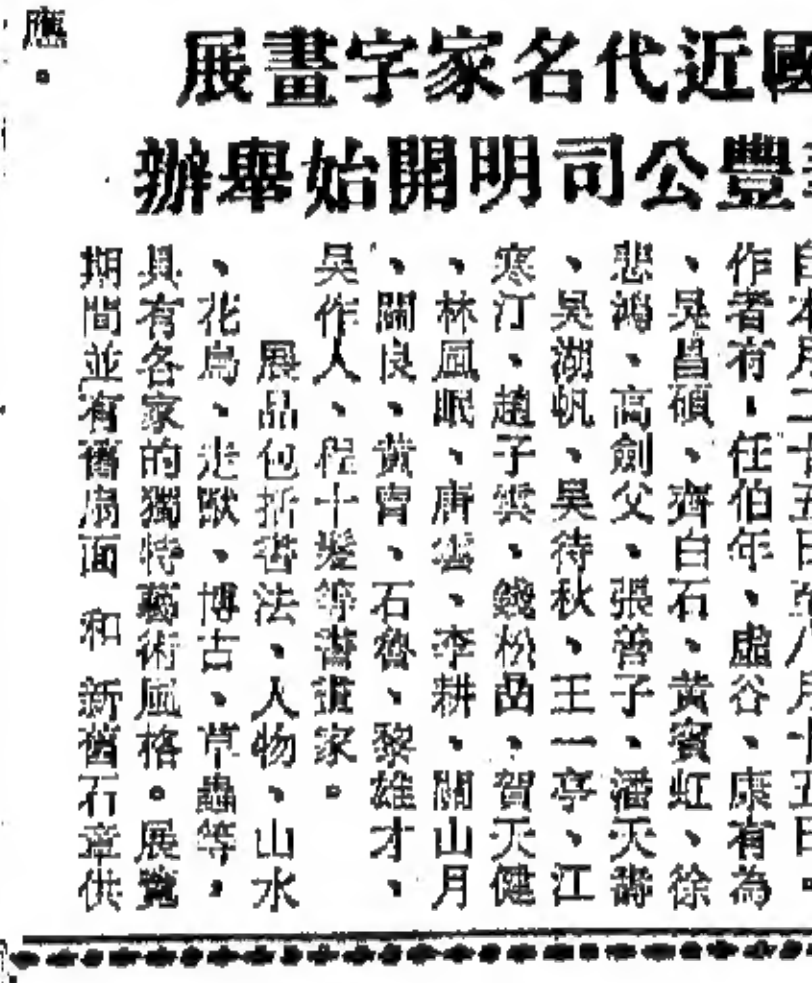 國近代名家字畫展
豐公司明開始舉辦
自本月二十五日至八月十五日。
作者有:任伯年、虛谷、康有為
、吳昌碩、齊白石、黃賓虹、徐
悲鴻、高劍父、張善子、潘天壽
、吳湖帆、吳待秋、王一亭、江
寒汀、趙子雲、錢松喦、賀天健
、林風眠、唐雲、李耕、關山月
、關良、黃胄、石魯、黎雄才、
吳作人、程十髮等書畫家。
展品包括書法、人物、山水
、花鳥、走獸、博古、草蟲等,
具有各家的獨特藝術風格。展覽
期間並有舊扇面和新舊石章供
應。